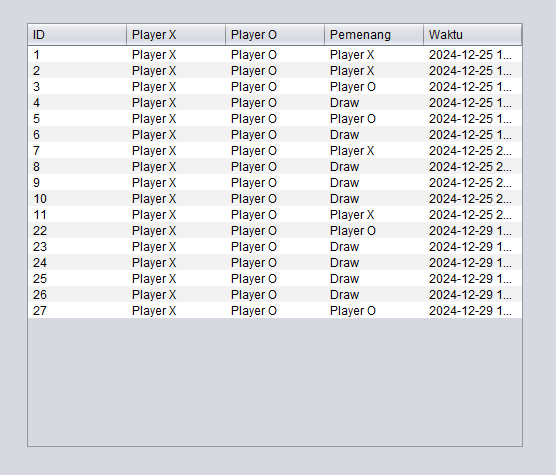 ID Player X Player O Pemenang Waktu
1 Player X Player O Player X 2024-12-25 1...
2 Player X Player O Player X 2024-12-25 1...
3 Player X Player O Player O 2024-12-25 1...
4 Player X Player O Draw 2024-12-25 1...
5 Player X Player O Player O 2024-12-25 1...
6 Player X Player O Draw 2024-12-25 1...
7 Player X Player O Player X 2024-12-25 2...
8 Player X Player O Draw 2024-12-25 2...
9 Player X Player O Draw 2024-12-25 2...
10 Player X Player O Draw 2024-12-25 2...
11 Player X Player O Player X 2024-12-25 2...
22 Player X Player O Player O 2024-12-29 1...
23 Player X Player O Draw 2024-12-29 1...
24 Player X Player O Draw 2024-12-29 1...
25 Player X Player O Draw 2024-12-29 1...
26 Player X Player O Draw 2024-12-29 1...
27 Player X Player O Player O 2024-12-29 1...